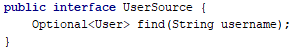 public interface UserSource {
    Optional<User> find(String username);
}